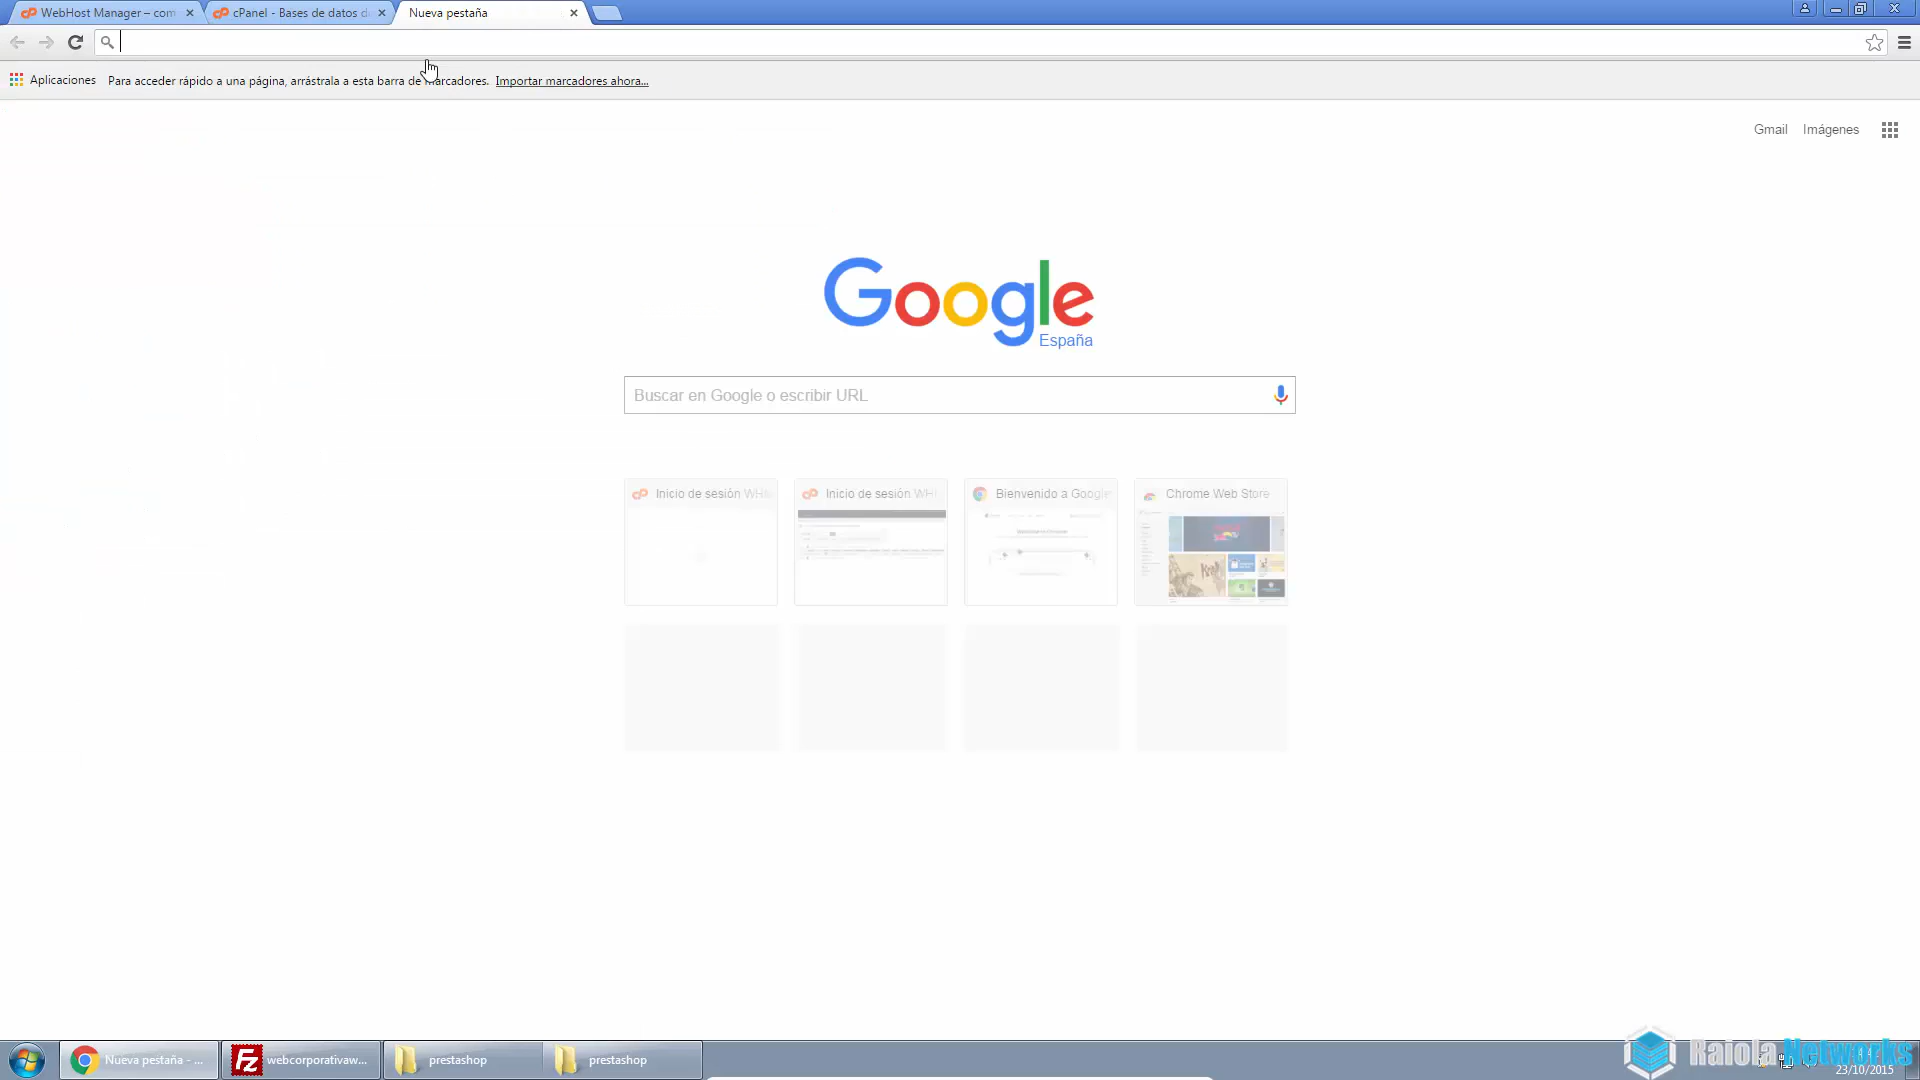 WebHost Manager – com
cPanel - Bases de datos d
Nueva pestaña
Aplicaciones
Para acceder rápido a una página, arrástrala a esta barra de marcadores.
Importar marcadores ahora...
Gmail
Imágenes
Google
España
Buscar en Google o escribir URL
Inicio de sesión WH
Inicio de sesión WH
Bienvenido a Google
Chrome Web Store
Nueva pestaña - ...
webcorporativaw...
prestashop
prestashop
Raiola Networks
23/10/2015